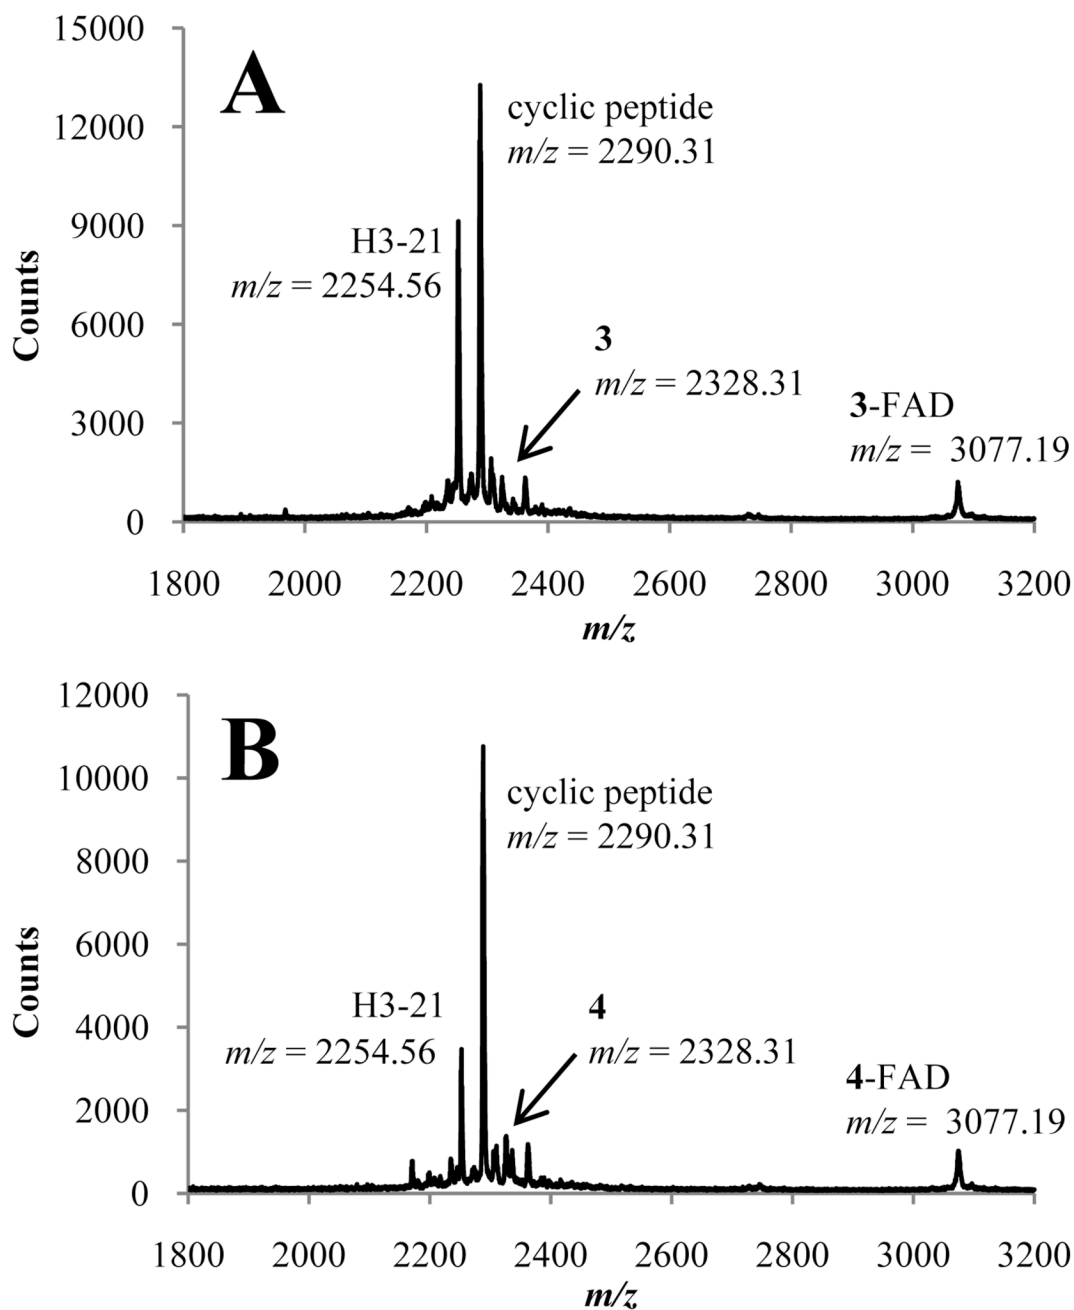 15000
A
cyclic peptide
12000
m/z = 2290.31
H3-21
9000
m/z = 2254.56
Counts
6000
3
m/z = 2328.31
3-FAD
3000
m/z = 3077.19
0
1800 2000 2200 2400 2600 2800 3000 3200
m/z
12000
B
10000
cyclic peptide
m/z = 2290.31
8000
6000
Counts
H3-21
4
4000
m/z = 2254.56
m/z = 2328.31
4-FAD
2000
m/z = 3077.19
0
1800 2000 2200 2400 2600 2800 3000 3200
m/z